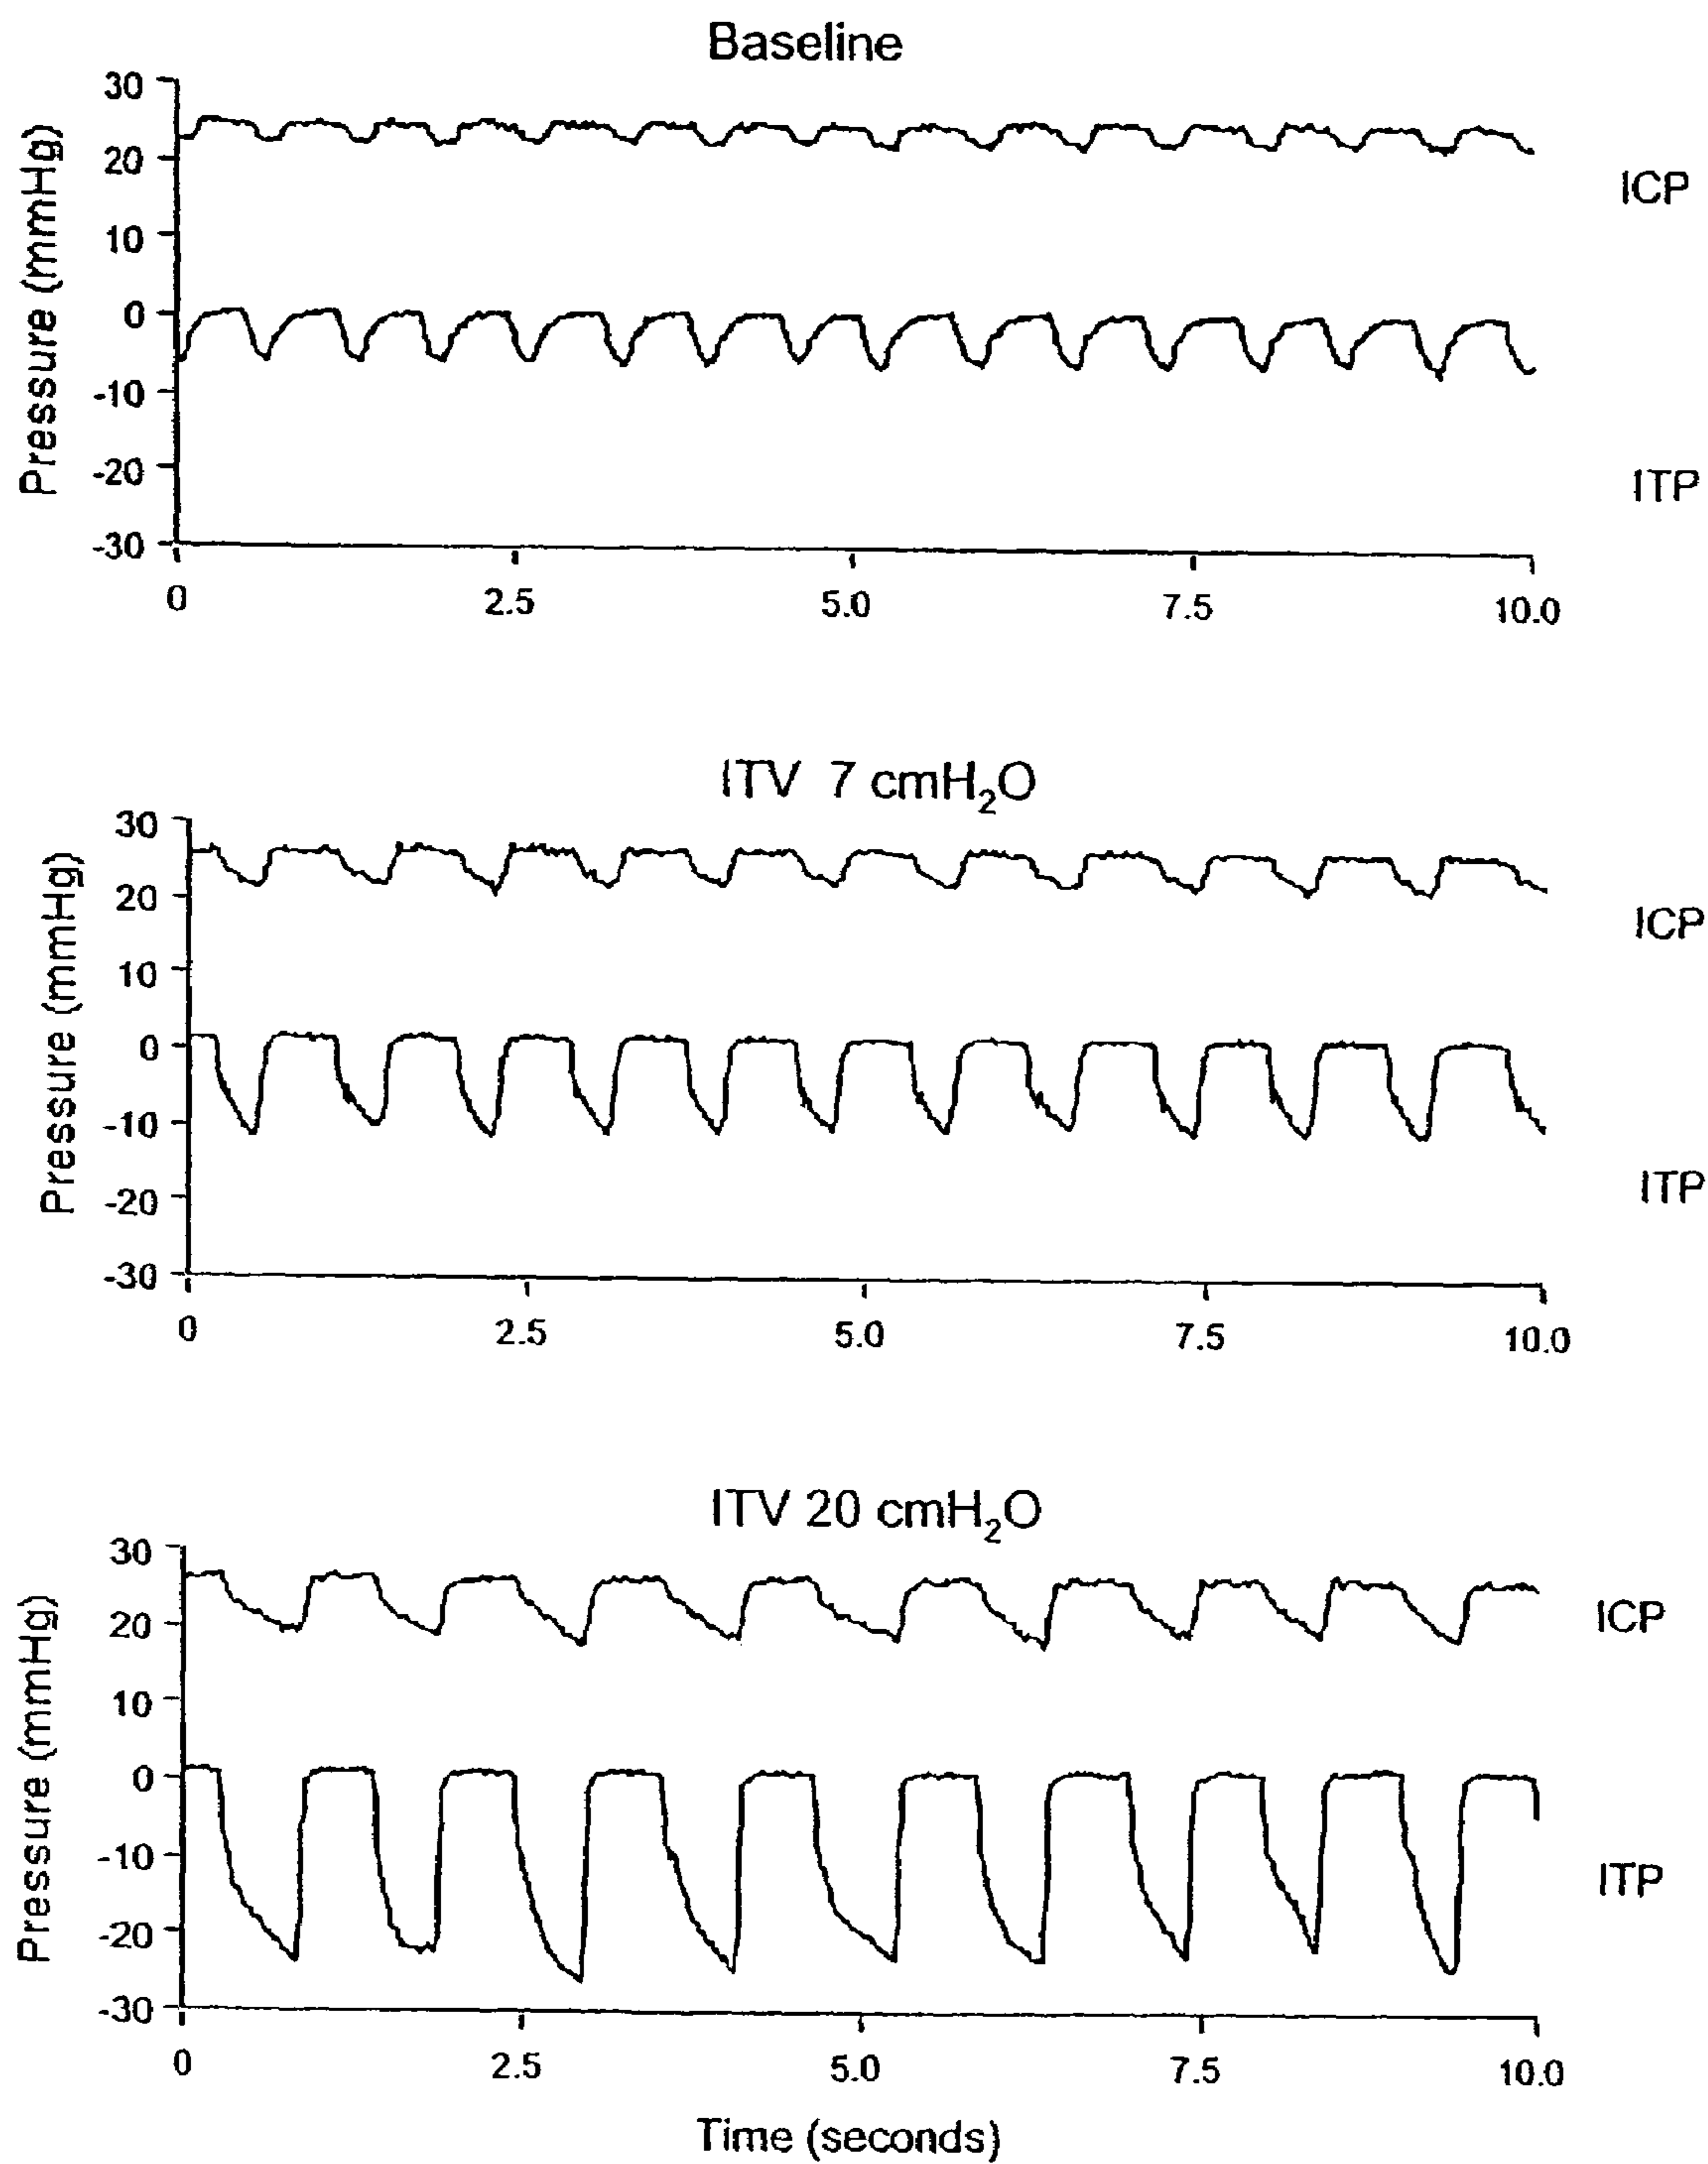 Baseline
Pressure (mmHg)
30
20
10
0
-10
-20
-30
ICP
ITP
0 2.5 5.0 7.5 10.0
ITV 7 cmH₂O
Pressure (mmHg)
30
20
10
0
-10
-20
-30
ICP
ITP
0 2.5 5.0 7.5 10.0
ITV 20 cmH₂O
Pressure (mmHg)
30
20
10
0
-10
-20
-30
ICP
ITP
0 2.5 5.0 7.5 10.0
Time (seconds)